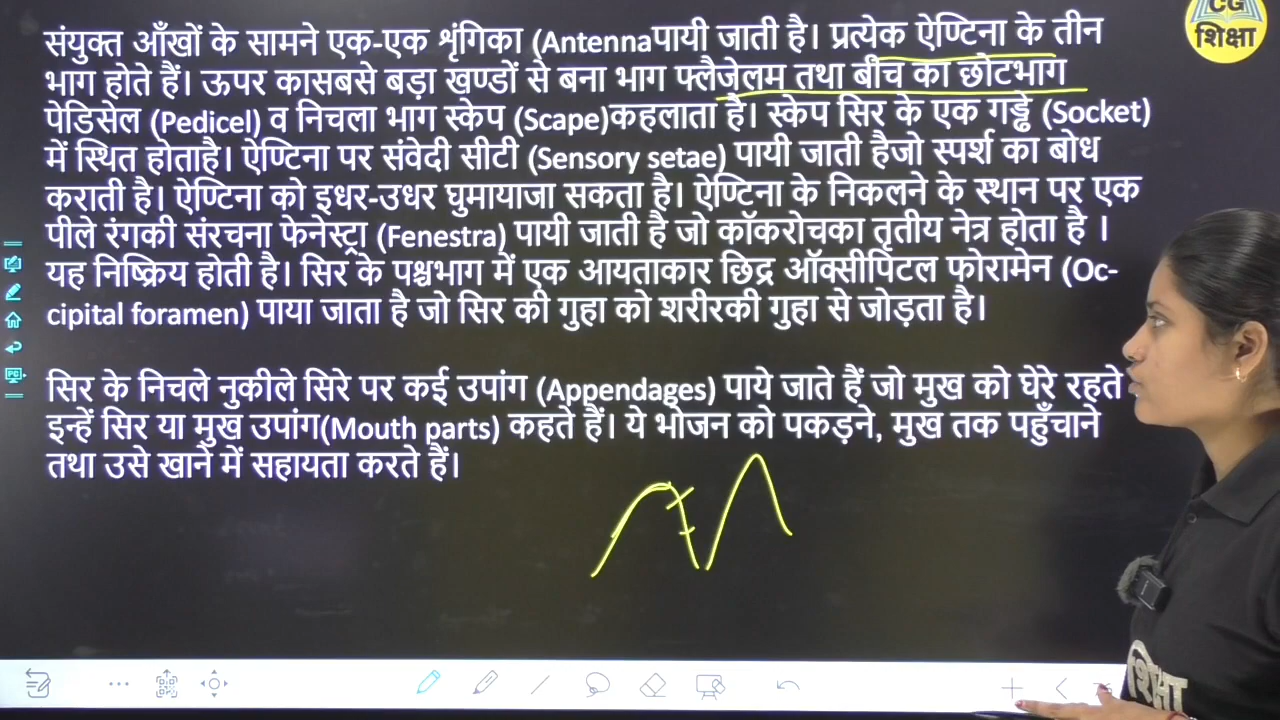 CG
शिक्षा
संयुक्त आँखों के सामने एक-एक श्रृंगिका (Antennaपायी जाती है। प्रत्येक ऐण्टिना के तीन
भाग होते हैं। ऊपर कासबसे बड़ा खण्डों से बना भाग फ्लैजेलम तथा बीच का छोटभाग
पेडिसेल (Pedicel) व निचला भाग स्केप (Scape)कहलाता है। स्केप सिर के एक गड्ढे (Socket)
में स्थित होताहै। ऐण्टिना पर संवेदी सीटी (Sensory setae) पायी जाती हैजो स्पर्श का बोध
कराती है। ऐण्टिना को इधर-उधर घुमायाजा सकता है। ऐण्टिना के निकलने के स्थान पर एक
पीले रंगकी संरचना फेनेस्ट्रा (Fenestra) पायी जाती है जो कॉकरोचका तृतीय नेत्र होता है ।
यह निष्क्रिय होती है। सिर के पश्चभाग में एक आयताकार छिद्र ऑक्सीपिटल फोरामेन (Oc-
cipital foramen) पाया जाता है जो सिर की गुहा को शरीरकी गुहा से जोड़ता है।
सिर के निचले नुकीले सिरे पर कई उपांग (Appendages) पाये जाते हैं जो मुख को घेरे रहते
इन्हें सिर या मुख उपांग(Mouth parts) कहते हैं। ये भोजन को पकड़ने, मुख तक पहुँचाने
तथा उसे खाने में सहायता करते हैं।
शिक्षा